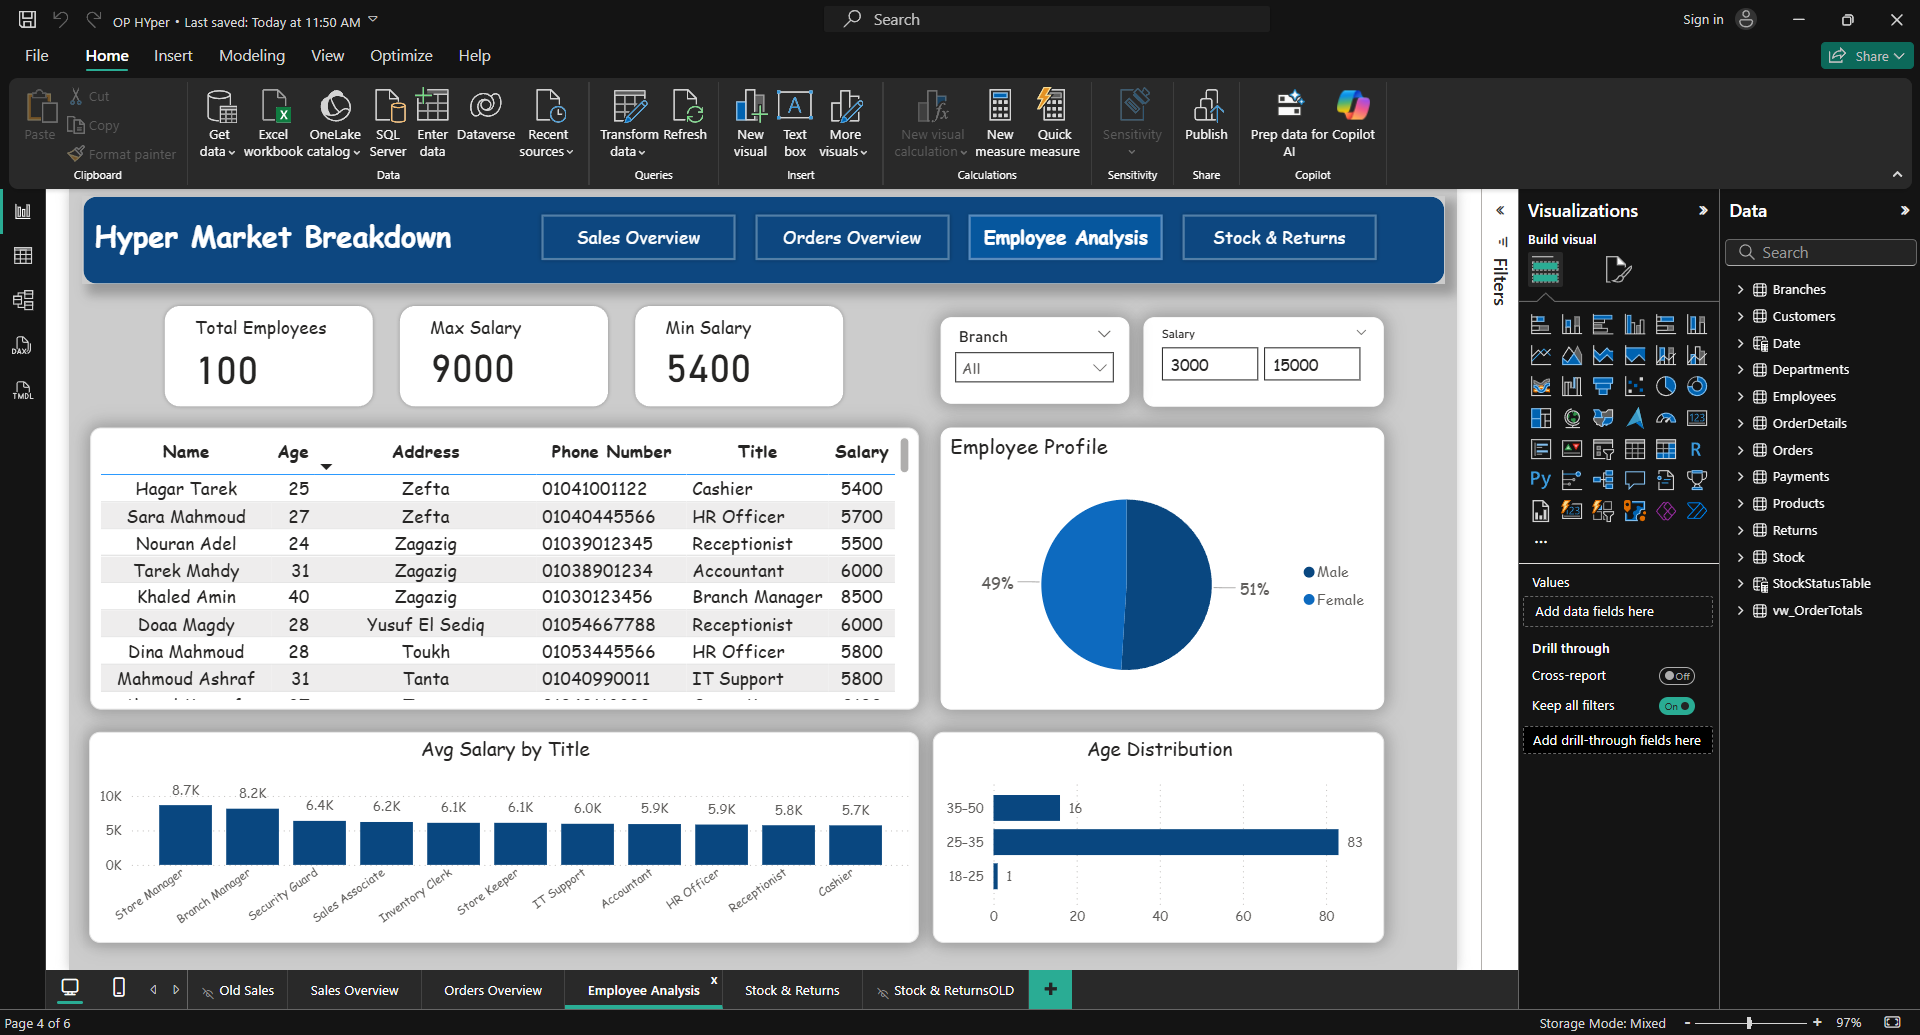 OP HYper • Last saved: Today at 11:50 AM
Search
Sign in
File Home Insert Modeling View Optimize Help
Share
Paste
Cut
Copy
Format painter
Clipboard
Get data
Excel workbook
OneLake catalog
SQL Server
Enter data
Dataverse
Recent sources
Data
Transform data
Refresh
Queries
New visual
Text box
More visuals
Insert
New visual calculation
New measure
Quick measure
Calculations
Sensitivity
Sensitivity
Publish
Share
Prep data for AI
Copilot
Copilot
Hyper Market Breakdown
Sales Overview
Orders Overview
Employee Analysis
Stock & Returns
Total Employees
100
Max Salary
9000
Min Salary
5400
Branch
All
Salary
3000 15000
Name Age Address Phone Number Title Salary
Hagar Tarek 25 Zefta 01041001122 Cashier 5400
Sara Mahmoud 27 Zefta 01040445566 HR Officer 5700
Nouran Adel 24 Zagazig 01039012345 Receptionist 5500
Tarek Mahdy 31 Zagazig 01038901234 Accountant 6000
Khaled Amin 40 Zagazig 01030123456 Branch Manager 8500
Doaa Magdy 28 Yusuf El Sediq 01054667788 Receptionist 6000
Dina Mahmoud 28 Toukh 01053445566 HR Officer 5800
Mahmoud Ashraf 31 Tanta 01040990011 IT Support 5800
Employee Profile
49%
51%
Male
Female
Avg Salary by Title
10K
5K
0K
8.7K 8.2K 6.4K 6.2K 6.1K 6.1K 6.0K 5.9K 5.9K 5.8K 5.7K
Store Manager Branch Manager Security Guard Sales Associate Inventory Clerk Store Keeper IT Support Accountant HR Officer Receptionist Cashier
Age Distribution
35-50 16
25-35 83
18-25 1
0 20 40 60 80
Filters
Visualizations
Build visual
R
Py
123
123
...
Values
Add data fields here
Drill through
Cross-report
Off
Keep all filters
On
Add drill-through fields here
Data
Search
Branches
Customers
Date
Departments
Employees
OrderDetails
Orders
Payments
Products
Returns
Stock
StockStatusTable
vw_OrderTotals
DAX
TMDL
Old Sales
Sales Overview
Orders Overview
Employee Analysis
x
Stock & Returns
Stock & ReturnsOLD
+
Page 4 of 6
Storage Mode: Mixed
- + 97%